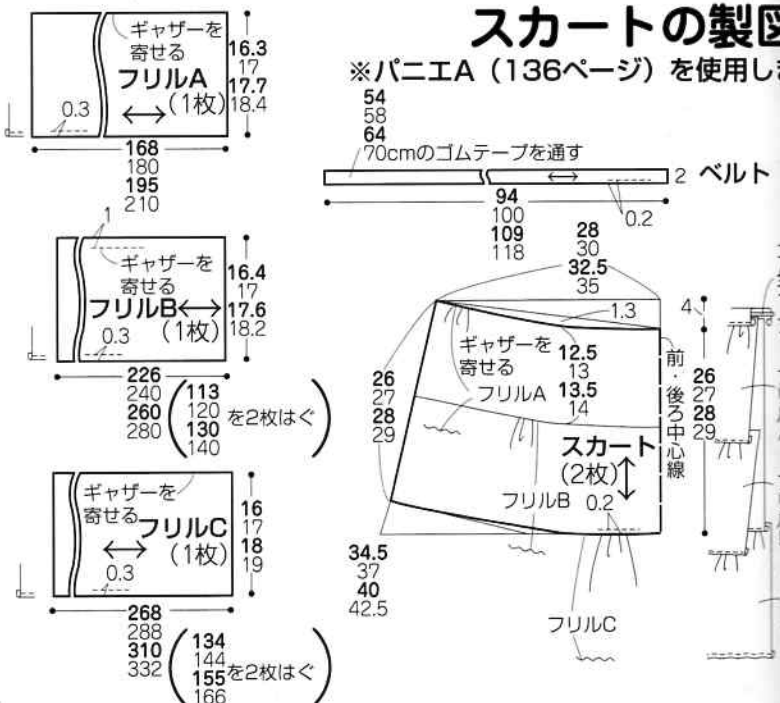 スカートの製図
※パニエA（136ページ）を使用しま
ギャザーを
寄せる
フリルA
(1枚)
0.3
16.3
17
17.7
18.4
168
180
195
210
54
58
64
70cmのゴムテープを通す
2
ベルト
94
100
109
118
0.2
1
ギャザーを
寄せる
フリルB
(1枚)
0.3
16.4
17
17.6
18.2
226
240
260
280
113
120
130
140
を2枚はぐ
ギャザーを
寄せる
フリルC
(1枚)
0.3
16
17
18
19
268
288
310
332
134
144
155
166
を2枚はぐ
28
30
32.5
35
1.3
4
ギャザーを
寄せる
フリルA
12.5
13
13.5
14
前・後ろ中心線
26
27
28
29
26
27
28
29
スカート
(2枚)
フリルB
0.2
34.5
37
40
42.5
フリルC